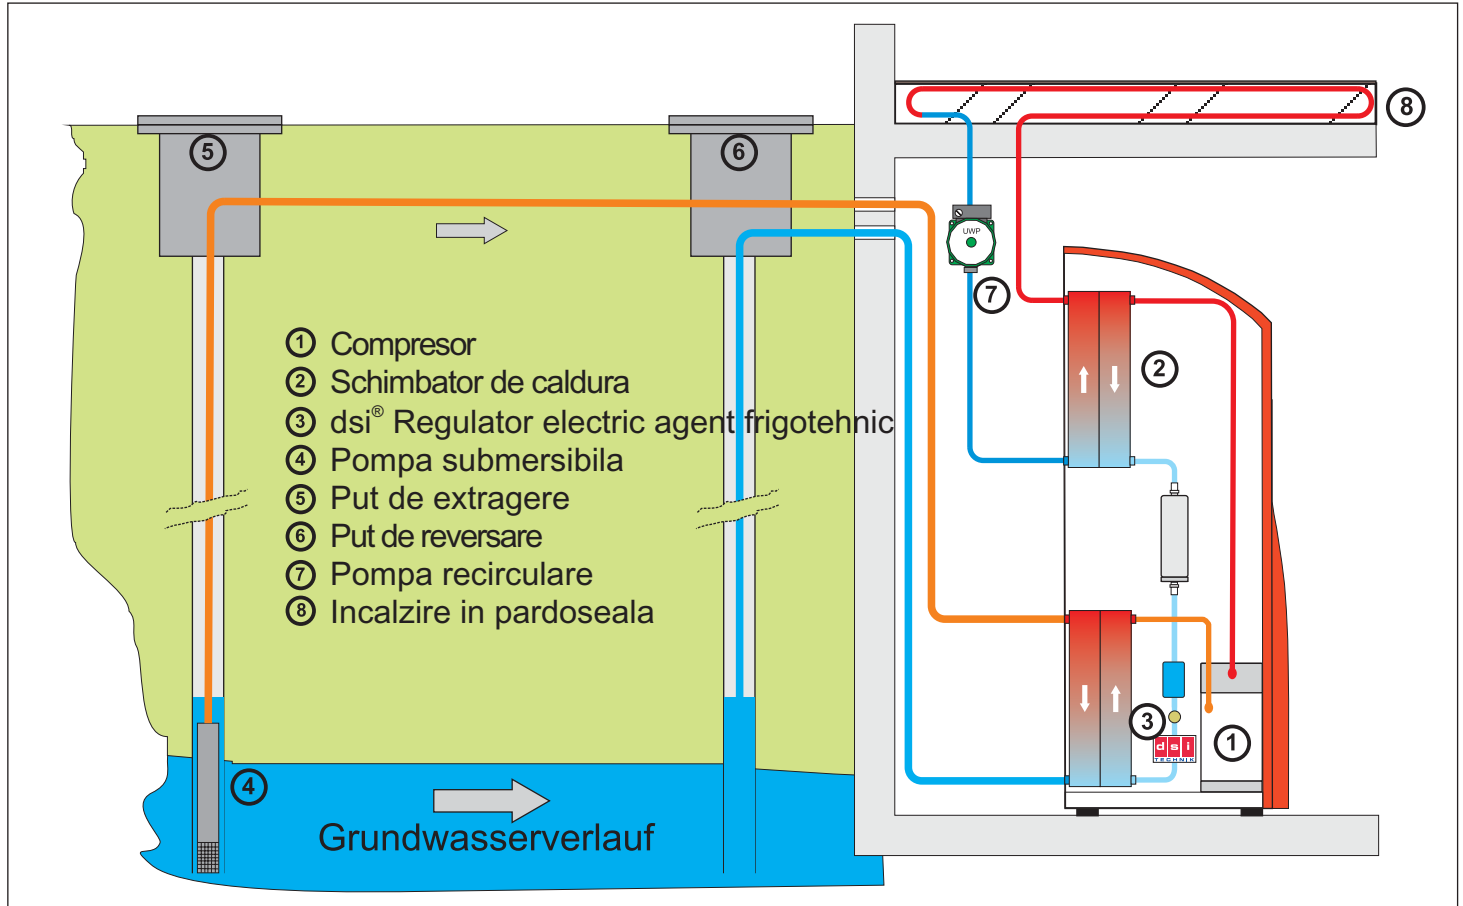 8
5
6
UWP
7
2
① Compresor
② Schimbator de caldura
③ dsi® Regulator electric agent frigotehnic
④ Pompa submersibila
⑤ Put de extragere
⑥ Put de reversare
⑦ Pompa recirculare
⑧ Incalzire in pardoseala
3
1
dsi
TECHNIK
4
Grundwasserverlauf